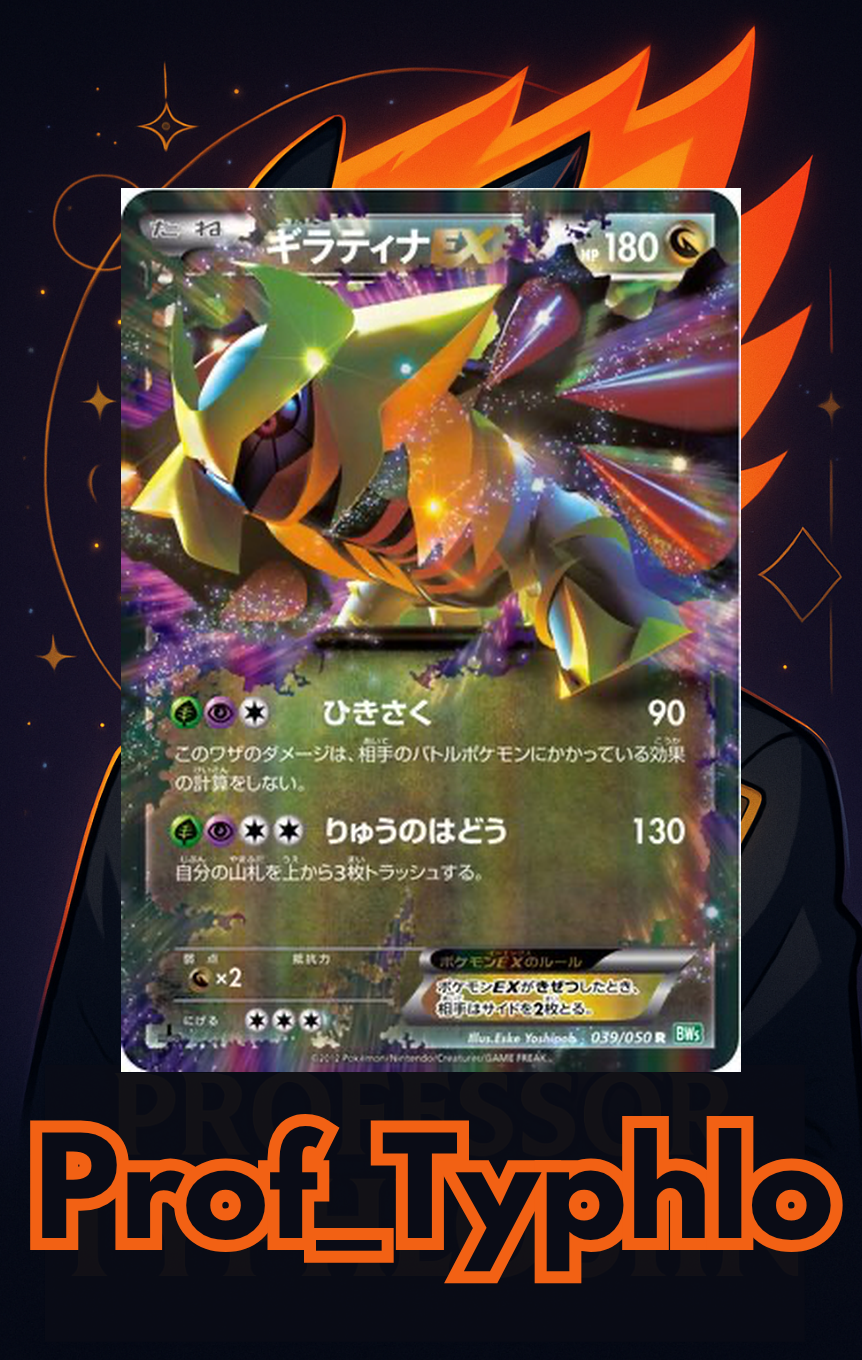 たね
ギラティナEX HP 180
ひきさく 90
このワザのダメージは、相手のバトルポケモンにかかっている効果
の計算をしない。
りゅうのはどう 130
自分の山札を上から3枚トラッシュする。
弱点 抵抗力
×2
にげる
ポケモンEXのルール
ポケモンEXがきぜつしたとき、
相手はサイドを2枚とる。
Illus.Eske Yoshinob 039/050 R BWs
©2012 Pokémon/Nintendo/Creatures/GAME FREAK.
PROFESSOR
Prof_Typhlo